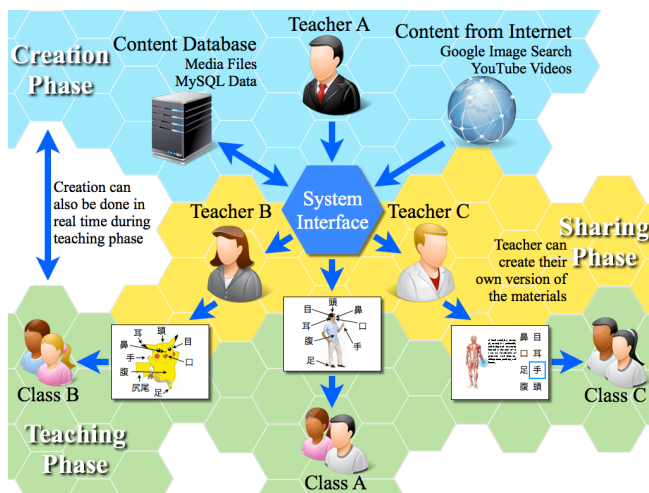 Creation
Phase
Content Database
Media Files
MySQL Data
Teacher A
Content from Internet
Google Image Search
YouTube Videos
Creation can
also be done in
real time during
teaching phase
System
Interface
Teacher B
Teacher C
Sharing
Phase
Teacher can
create their
own version of
the materials
耳
頭
目
鼻
手
口
腹
尻尾
足
頭
目
鼻
耳
口
腹
手
足
鼻 目
口 耳
足 手
腹 頭
Class B
Class A
Class C
Teaching
Phase